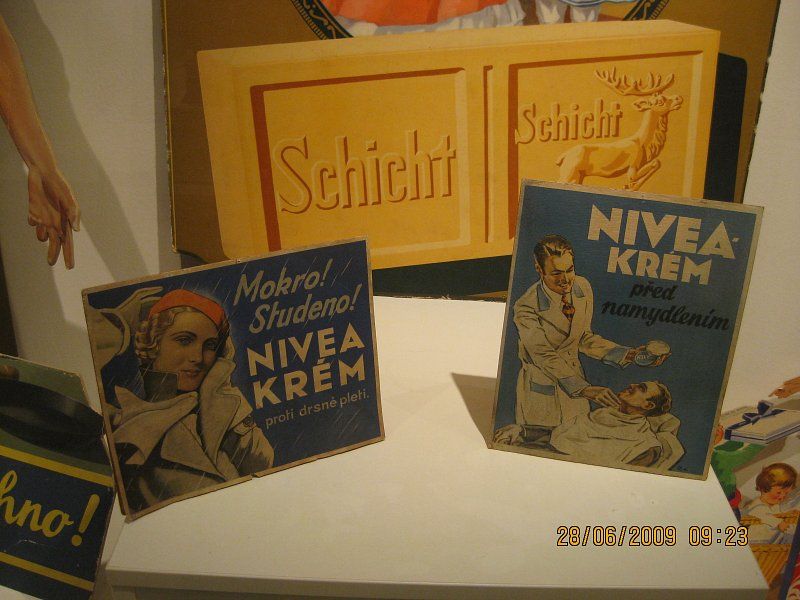 Schicht
Schicht
Mokro!
Studeno!
NIVEA
KRÉM
proti drsné pleti.
NIVEA-
KRÉM
před
namydlením
hno!
28/06/2009 09:23